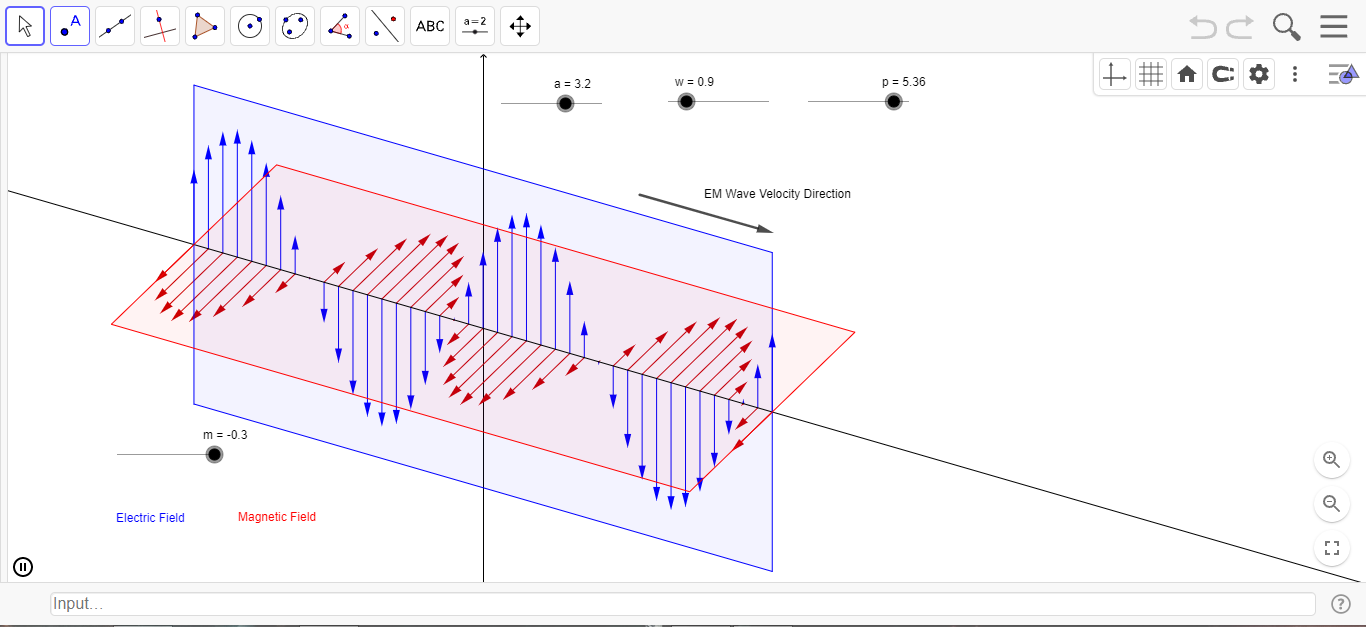 A
α
ABC
a=2
a = 3.2
w = 0.9
p = 5.36
EM Wave Velocity Direction
m = -0.3
Electric Field
Magnetic Field
Input…
?